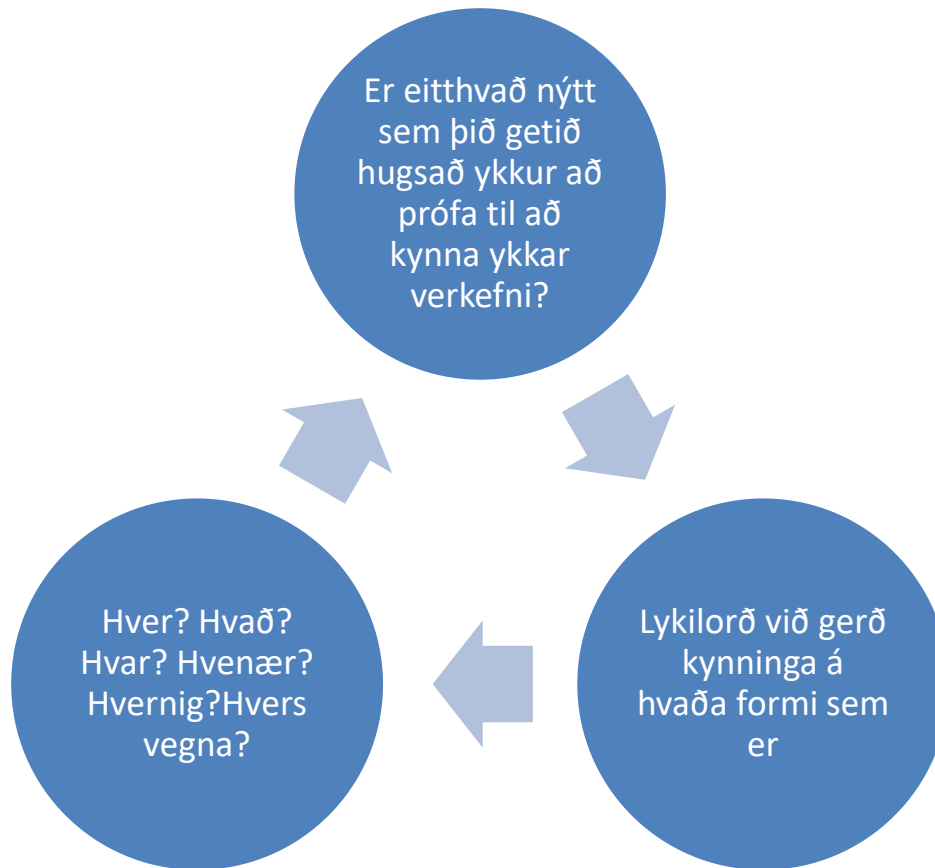 Er eitthvað nýtt
sem þið getið
hugsað ykkur að
prófa til að
kynna ykkar
verkefni?
Lykilorð við gerð
kynninga á
hvaða formi sem
er
Hver? Hvað?
Hvar? Hvenær?
Hvernig?Hvers
vegna?